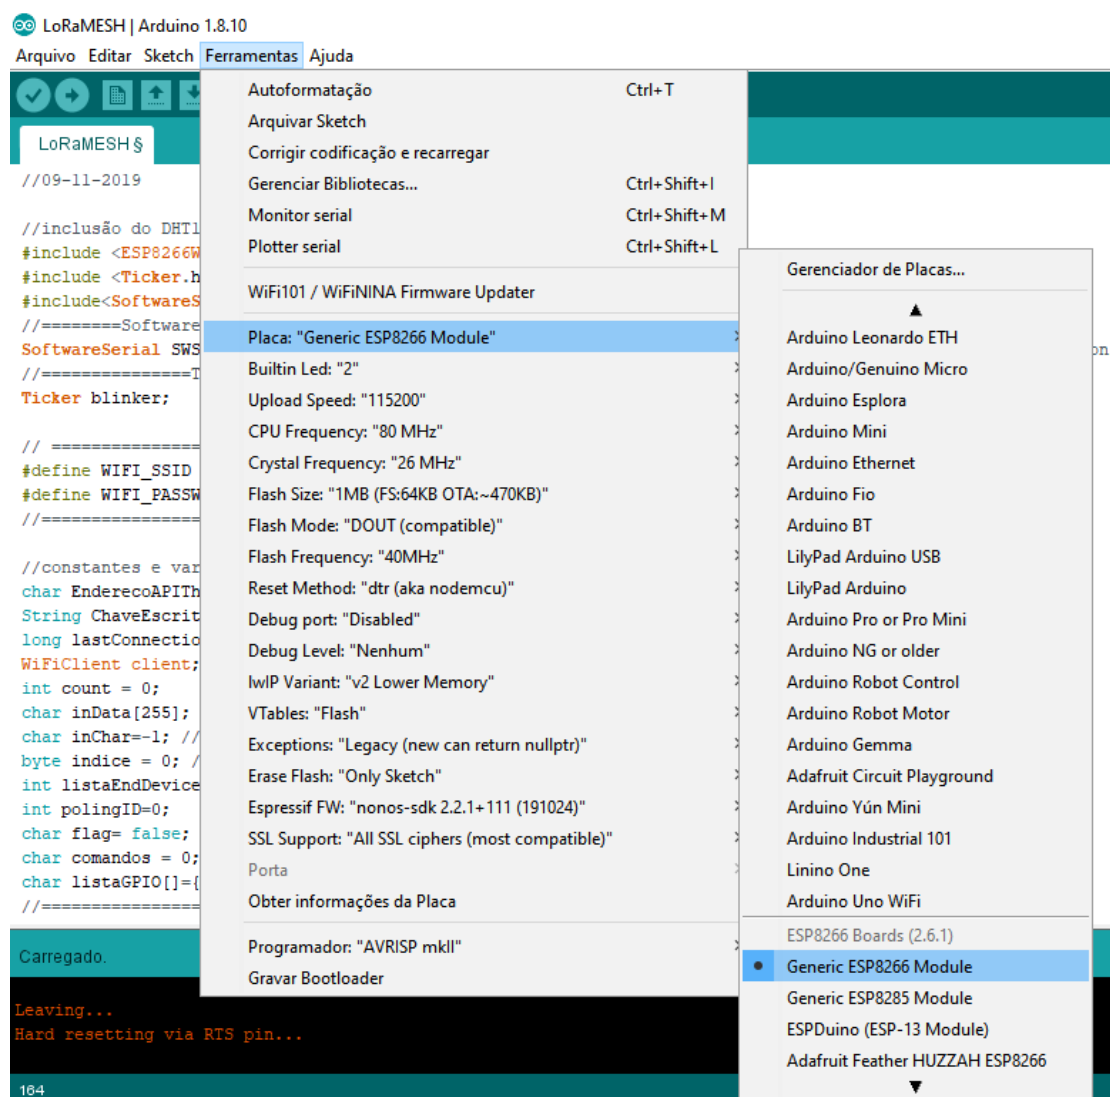 LoRaMESH | Arduino 1.8.10
Arquivo Editar Sketch Ferramentas Ajuda
LoRaMESH §
//09-11-2019
//inclusão do DHT1
#include <ESP8266W
#include <Ticker.h
#include<SoftwareS
//========Software
SoftwareSerial SWS
//===============T
Ticker blinker;
// ================
#define WIFI_SSID
#define WIFI_PASSW
//================
//constantes e var
char EnderecoAPITh
String ChaveEscrit
long lastConnectio
WiFiClient client;
int count = 0;
char inData[255];
char inChar=-1; //
byte indice = 0; /
int listaEndDevice
int polingID=0;
char flag= false;
char comandos = 0;
char listaGPIO[]={
//================
Carregado.
Leaving...
Hard resetting via RTS pin...
164
Autoformatação Ctrl+T
Arquivar Sketch
Corrigir codificação e recarregar
Gerenciar Bibliotecas... Ctrl+Shift+I
Monitor serial Ctrl+Shift+M
Plotter serial Ctrl+Shift+L
WiFi101 / WiFiNINA Firmware Updater
Placa: "Generic ESP8266 Module"
Builtin Led: "2"
Upload Speed: "115200"
CPU Frequency: "80 MHz"
Crystal Frequency: "26 MHz"
Flash Size: "1MB (FS:64KB OTA:~470KB)"
Flash Mode: "DOUT (compatible)"
Flash Frequency: "40MHz"
Reset Method: "dtr (aka nodemcu)"
Debug port: "Disabled"
Debug Level: "Nenhum"
lwIP Variant: "v2 Lower Memory"
VTables: "Flash"
Exceptions: "Legacy (new can return nullptr)"
Erase Flash: "Only Sketch"
Espressif FW: "nonos-sdk 2.2.1+111 (191024)"
SSL Support: "All SSL ciphers (most compatible)"
Porta
Obter informações da Placa
Programador: "AVRISP mkII"
Gravar Bootloader
Gerenciador de Placas...
Arduino Leonardo ETH
Arduino/Genuino Micro
Arduino Esplora
Arduino Mini
Arduino Ethernet
Arduino Fio
Arduino BT
LilyPad Arduino USB
LilyPad Arduino
Arduino Pro or Pro Mini
Arduino NG or older
Arduino Robot Control
Arduino Robot Motor
Arduino Gemma
Adafruit Circuit Playground
Arduino Yún Mini
Arduino Industrial 101
Linino One
Arduino Uno WiFi
ESP8266 Boards (2.6.1)
Generic ESP8266 Module
Generic ESP8285 Module
ESPDuino (ESP-13 Module)
Adafruit Feather HUZZAH ESP8266
on